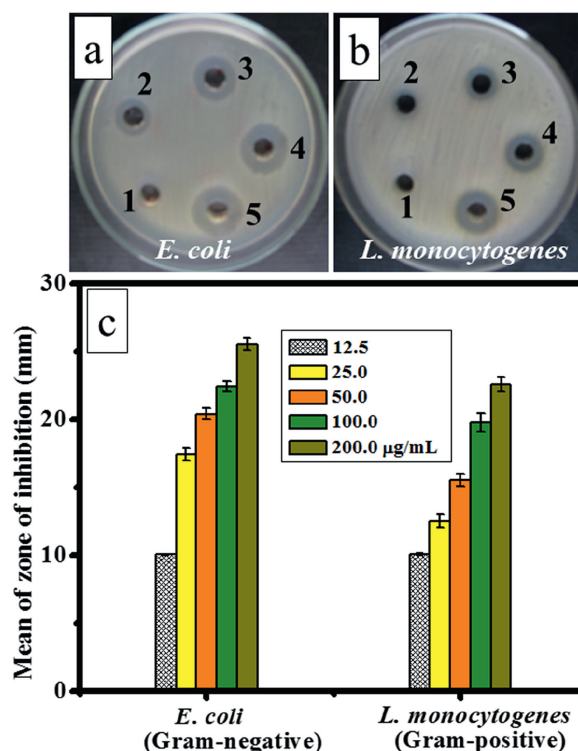 a
b
2
3
4
1
5
E. coli
2
3
4
1
5
L. monocytogenes
c
Mean of zone of inhibition (mm)
30
20
10
0
12.5
25.0
50.0
100.0
200.0 µg/mL
E. coli
(Gram-negative)
L. monocytogenes
(Gram-positive)